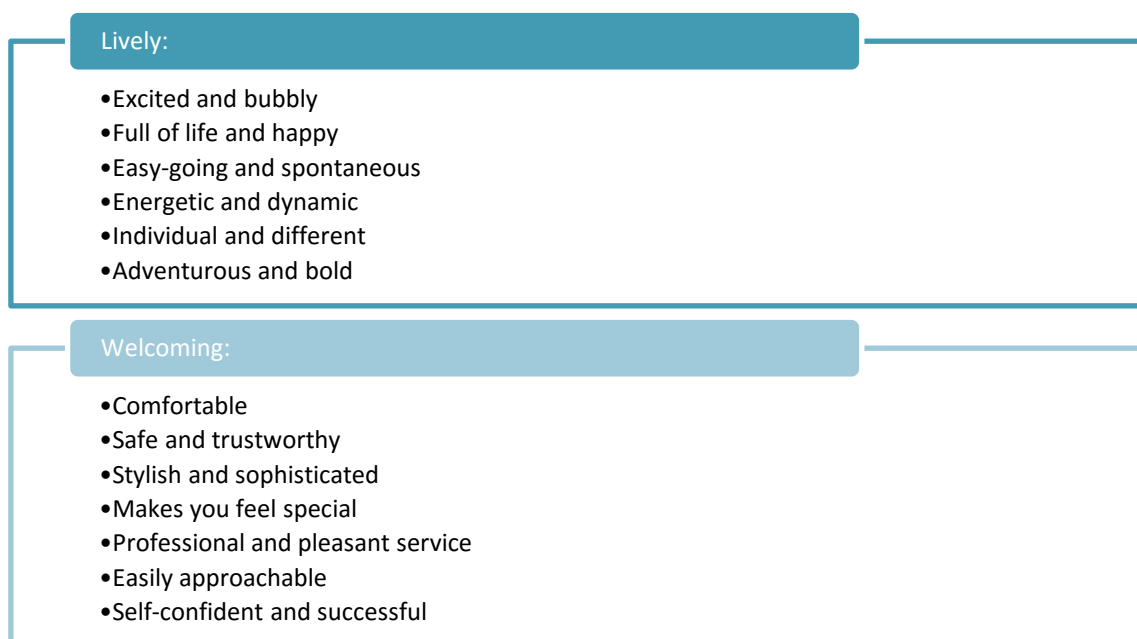 Lively:
•Excited and bubbly
•Full of life and happy
•Easy-going and spontaneous
•Energetic and dynamic
•Individual and different
•Adventurous and bold
Welcoming:
•Comfortable
•Safe and trustworthy
•Stylish and sophisticated
•Makes you feel special
•Professional and pleasant service
•Easily approachable
•Self-confident and successful